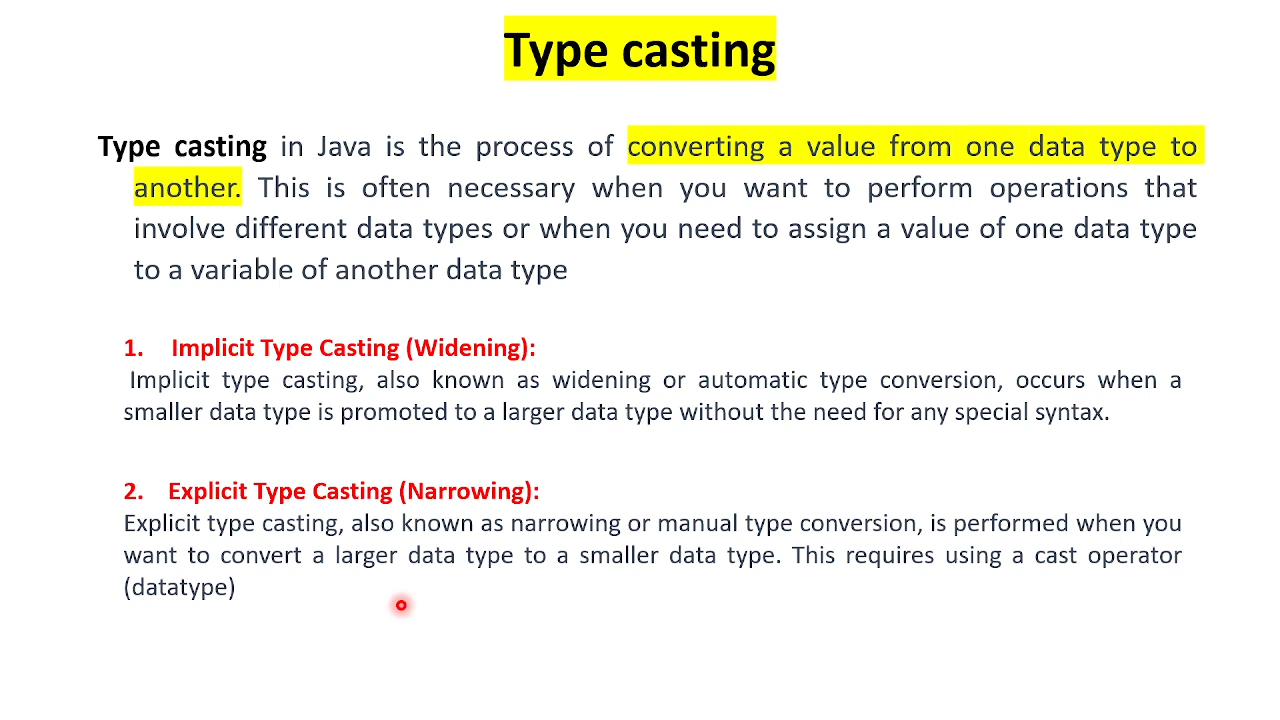 Type casting
Type casting in Java is the process of converting a value from one data type to
another. This is often necessary when you want to perform operations that
involve different data types or when you need to assign a value of one data type
to a variable of another data type
1. Implicit Type Casting (Widening):
Implicit type casting, also known as widening or automatic type conversion, occurs when a
smaller data type is promoted to a larger data type without the need for any special syntax.
2. Explicit Type Casting (Narrowing):
Explicit type casting, also known as narrowing or manual type conversion, is performed when you
want to convert a larger data type to a smaller data type. This requires using a cast operator
(datatype)